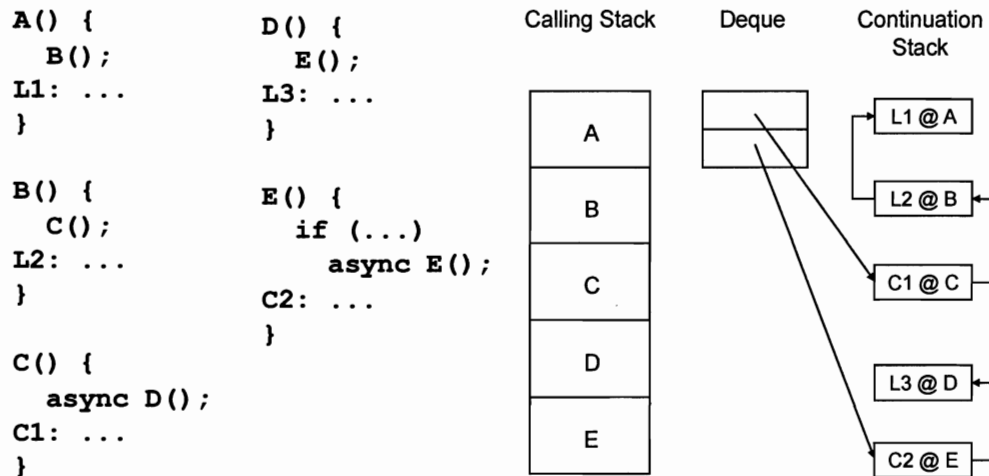 A() {
B();
L1: ...
}
B() {
C();
L2: ...
}
C() {
async D();
C1: ...
}
D() {
E();
L3: ...
}
E() {
if (...)
async E();
C2: ...
}
Calling Stack
A
B
C
D
E
Deque
Continuation
Stack
L1 @ A
L2 @ B
C1 @ C
L3 @ D
C2 @ E